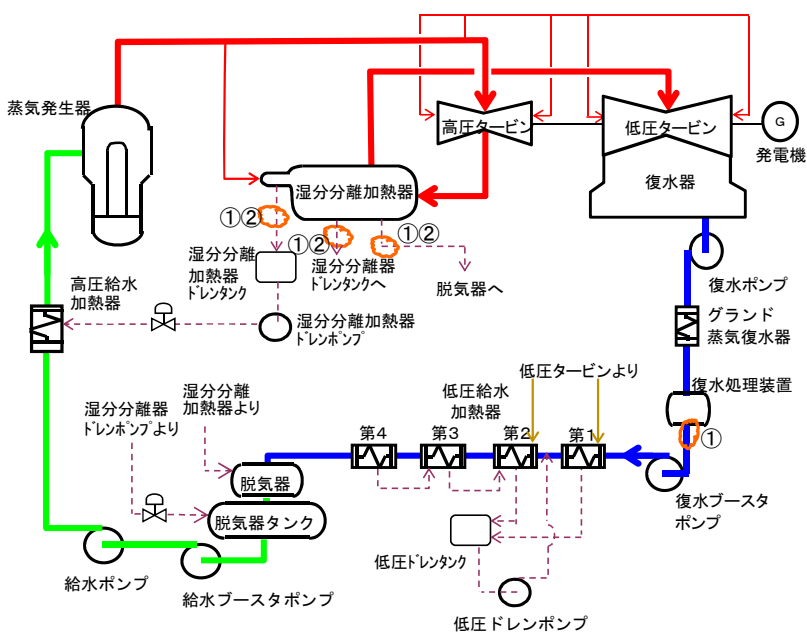 蒸気発生器
高圧タービン
低圧タービン
G
発電機
湿分分離加熱器
復水器
①②
①②
①②
湿分分離
加熱器
ﾄﾞﾚﾝﾀﾝｸ
湿分分離器
ﾄﾞﾚﾝﾀﾝｸへ
脱気器へ
復水ポンプ
高圧給水
加熱器
湿分分離加熱器
ﾄﾞﾚﾝﾎﾟﾝﾌﾟ
グランド
蒸気復水器
低圧タービンより
復水処理装置
湿分分離器
ﾄﾞﾚﾝﾎﾟﾝﾌﾟより
湿分分離
加熱器より
低圧給水
加熱器
第4
第3
第2
第1
①
脱気器
脱気器タンク
復水ブースタ
ポンプ
低圧ﾄﾞﾚﾝﾀﾝｸ
給水ポンプ
給水ブースタポンプ
低圧ドレンポンプ